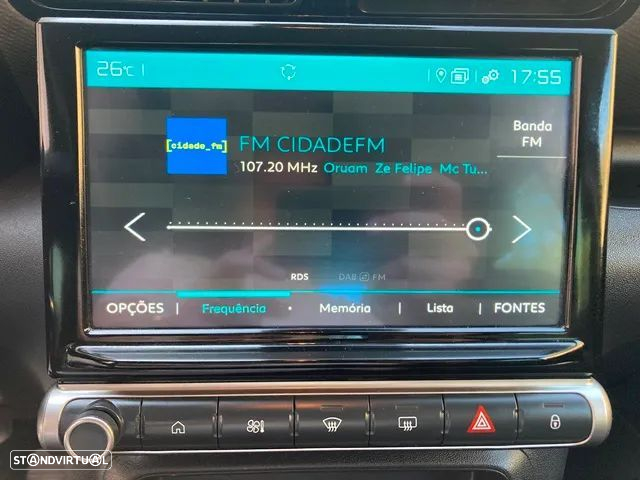 26°C
17:55
[cidade_fm]
FM CIDADEFM
107.20 MHz Oruam Ze Felipe Mc Tu...
Banda
FM
RDS
DAB FM
OPÇÕES | Frequência • Memória | Lista | FONTES
STANDVIRTUAL